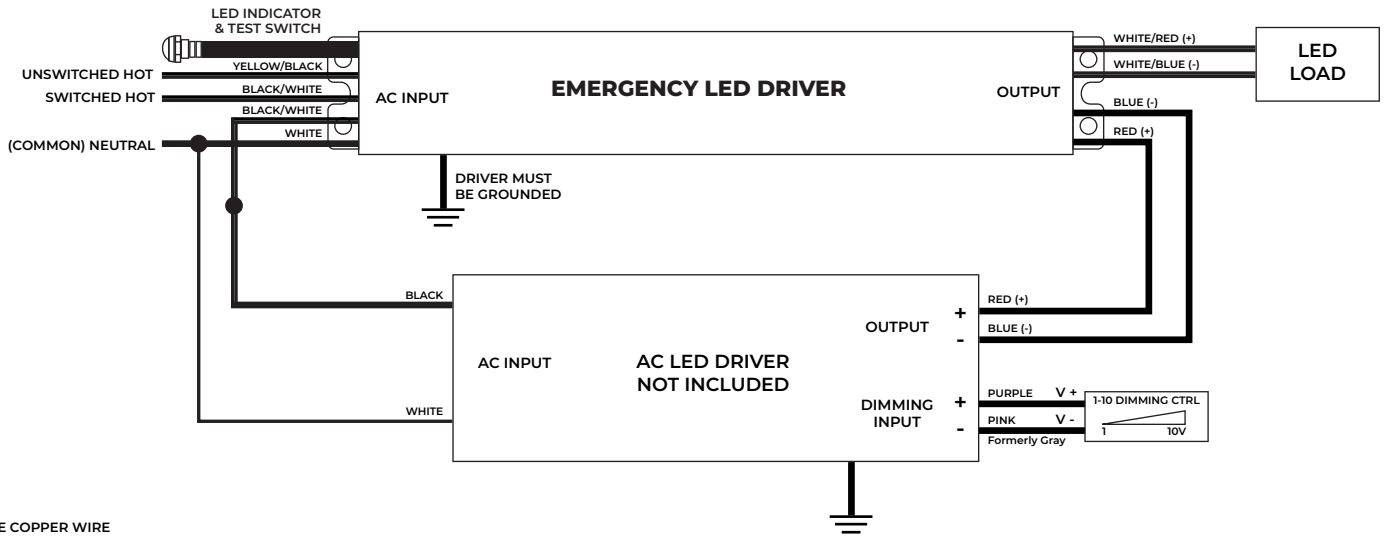 LED INDICATOR
& TEST SWITCH
UNSWITCHED HOT
YELLOW/BLACK
SWITCHED HOT
BLACK/WHITE
BLACK/WHITE
(COMMON) NEUTRAL
WHITE
AC INPUT
EMERGENCY LED DRIVER
OUTPUT
WHITE/RED (+)
WHITE/BLUE (-)
LED
LOAD
BLUE (-)
RED (+)
DRIVER MUST
BE GROUNDED
BLACK
WHITE
AC INPUT
AC LED DRIVER
NOT INCLUDED
OUTPUT
+
-
RED (+)
BLUE (-)
DIMMING
INPUT
+
-
PURPLE V +
PINK V -
Formerly Gray
1-10 DIMMING CTRL
1 10V
E COPPER WIRE